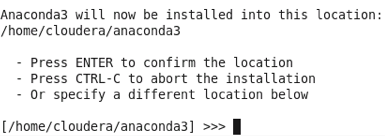 Anaconda3 will now be installed into this location:
/home/cloudera/anaconda3
- Press ENTER to confirm the location
- Press CTRL-C to abort the installation
- Or specify a different location below
[/home/cloudera/anaconda3] >>>